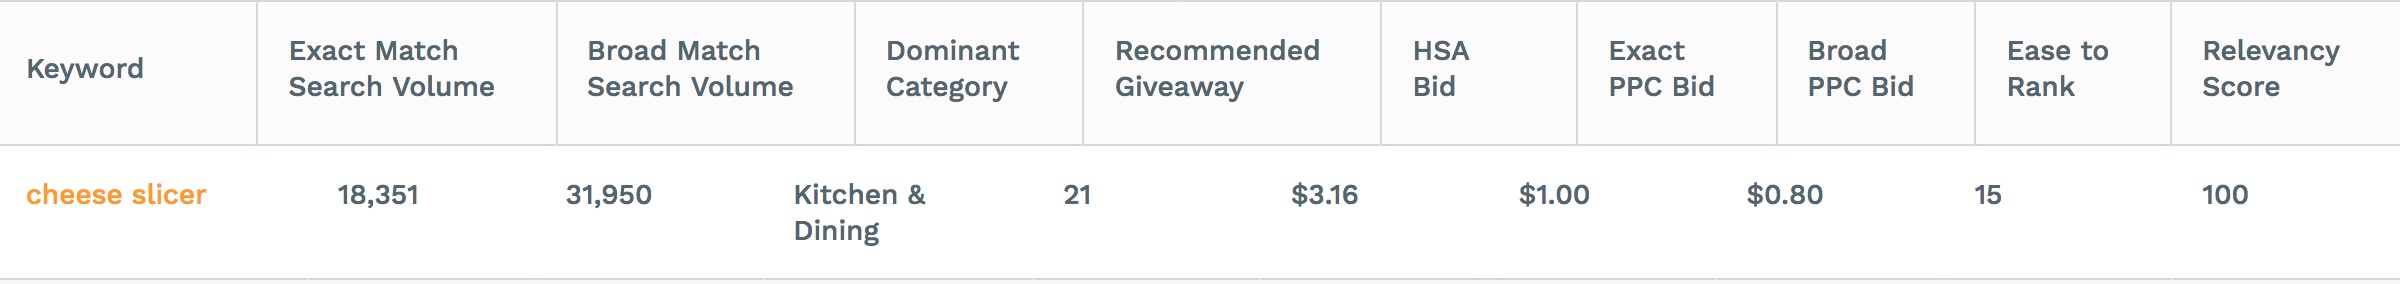 Keyword
Exact Match
Search Volume
Broad Match
Search Volume
Dominant
Category
Recommended
Giveaway
HSA
Bid
Exact
PPC Bid
Broad
PPC Bid
Ease to
Rank
Relevancy
Score
cheese slicer
18,351
31,950
Kitchen &
Dining
21
$3.16
$1.00
$0.80
15
100